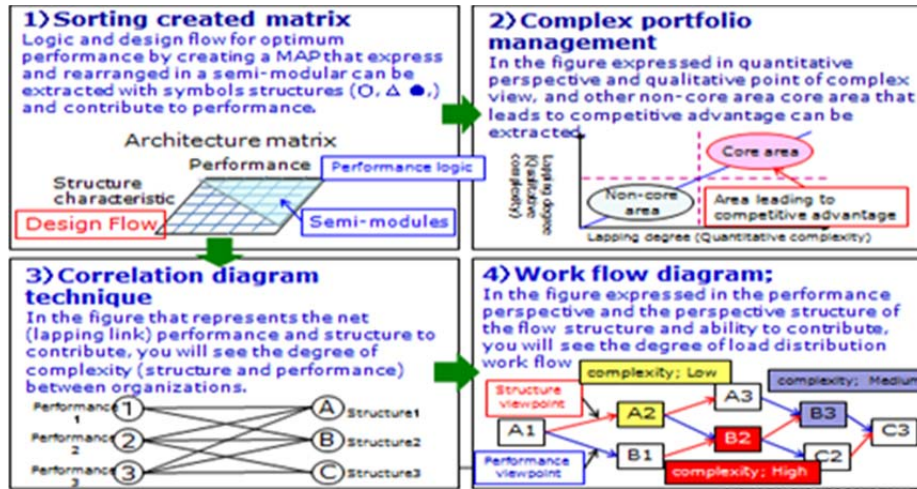 1)Sorting created matrix
Logic and design flow for optimum
performance by creating a MAP that express
and rearranged in a semi-modular can be
extracted with symbols structures (O, △ ●,)
and contribute to performance.
Architecture matrix
Performance
Performance logic
Structure
characteristic
Design Flow
Semi-modules
2)Complex portfolio
management
In the figure expressed in quantitative
perspective and qualitative point of complex
view, and other non-core area core area that
leads to competitive advantage can be
extracted
Lapping degree
(Qualitative
complexity)
Core area
Non-core
area
Area leading to
competitive advantage
Lapping degree (Quantitative complexity)
3)Correlation diagram
technique
In the figure that represents the net
(lapping link) performance and structure to
contribute, you will see the degree of
complexity (structure and performance)
between organizations.
Performance
1
1
A
Structure1
Performance
2
2
B
Structure2
Performance
3
3
C
Structure3
4)Work flow diagram;
In the figure expressed in the performance
perspective and the perspective structure of
the flow structure and ability to contribute,
you will see the degree of load distribution
work flow
complexity; Low
complexity; Medium
Structure
viewpoint
A1
A2
A3
B3
C3
B1
B2
C2
Performance
viewpoint
complexity; High